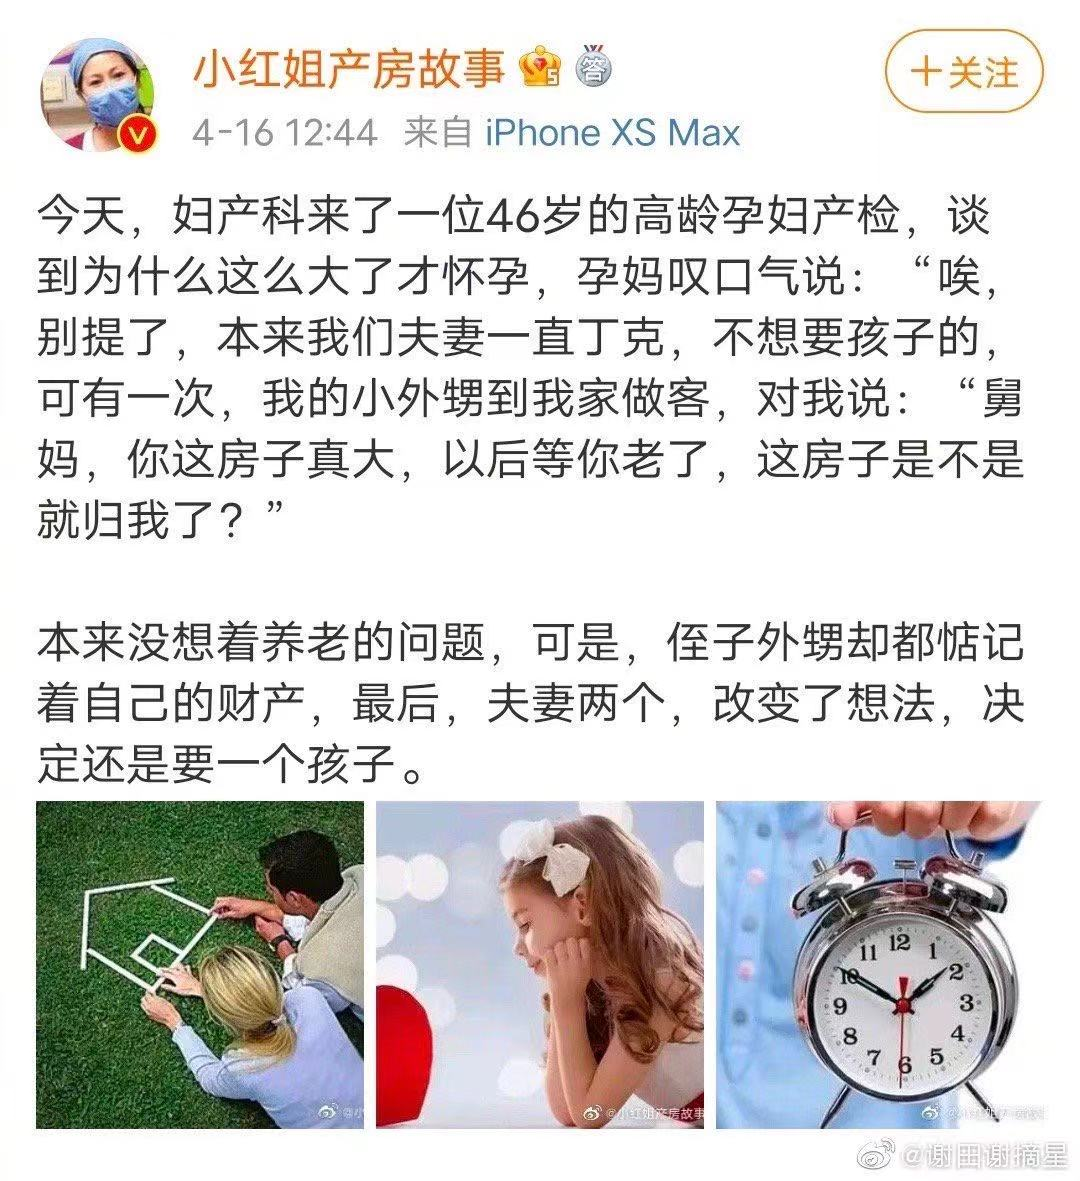 小红姐产房故事
答
+关注
4-16 12:44 来自 iPhone XS Max
今天，妇产科来了一位46岁的高龄孕妇产检，谈
到为什么这么大了才怀孕，孕妈叹口气说：“唉，
别提了，本来我们夫妻一直丁克，不想要孩子的，
可有一次，我的小外甥到我家做客，对我说：“舅
妈，你这房子真大，以后等你老了，这房子是不是
就归我了？”
本来没想着养老的问题，可是，侄子外甥却都惦记
着自己的财产，最后，夫妻两个，改变了想法，决
定还是要一个孩子。
12
1
2
3
4
5
6
7
8
9
10
11
@小
@小红姐产房故事
@谢田谢摘星